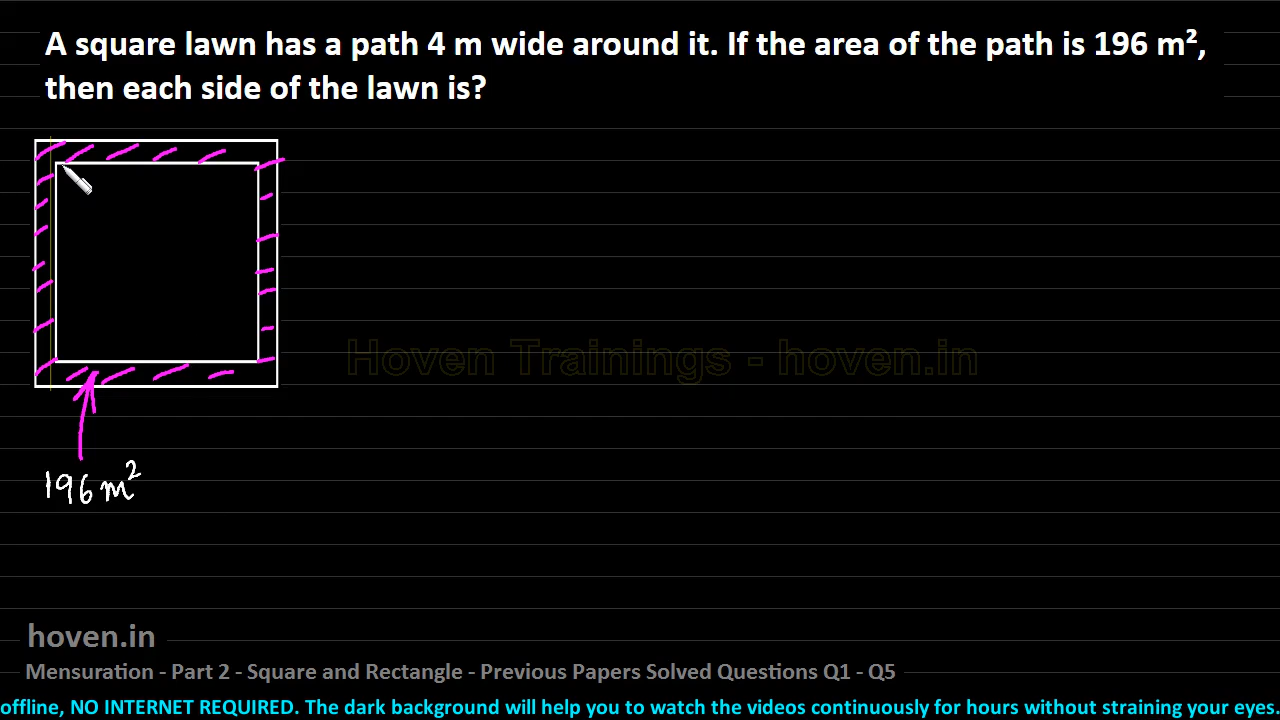 A square lawn has a path 4 m wide around it. If the area of the path is 196 m²,
then each side of the lawn is?
Hoven Trainings - hoven.in
196 m²
hoven.in
Mensuration - Part 2 - Square and Rectangle - Previous Papers Solved Questions Q1 - Q5
offline, NO INTERNET REQUIRED. The dark background will help you to watch the videos continuously for hours without straining your eyes.